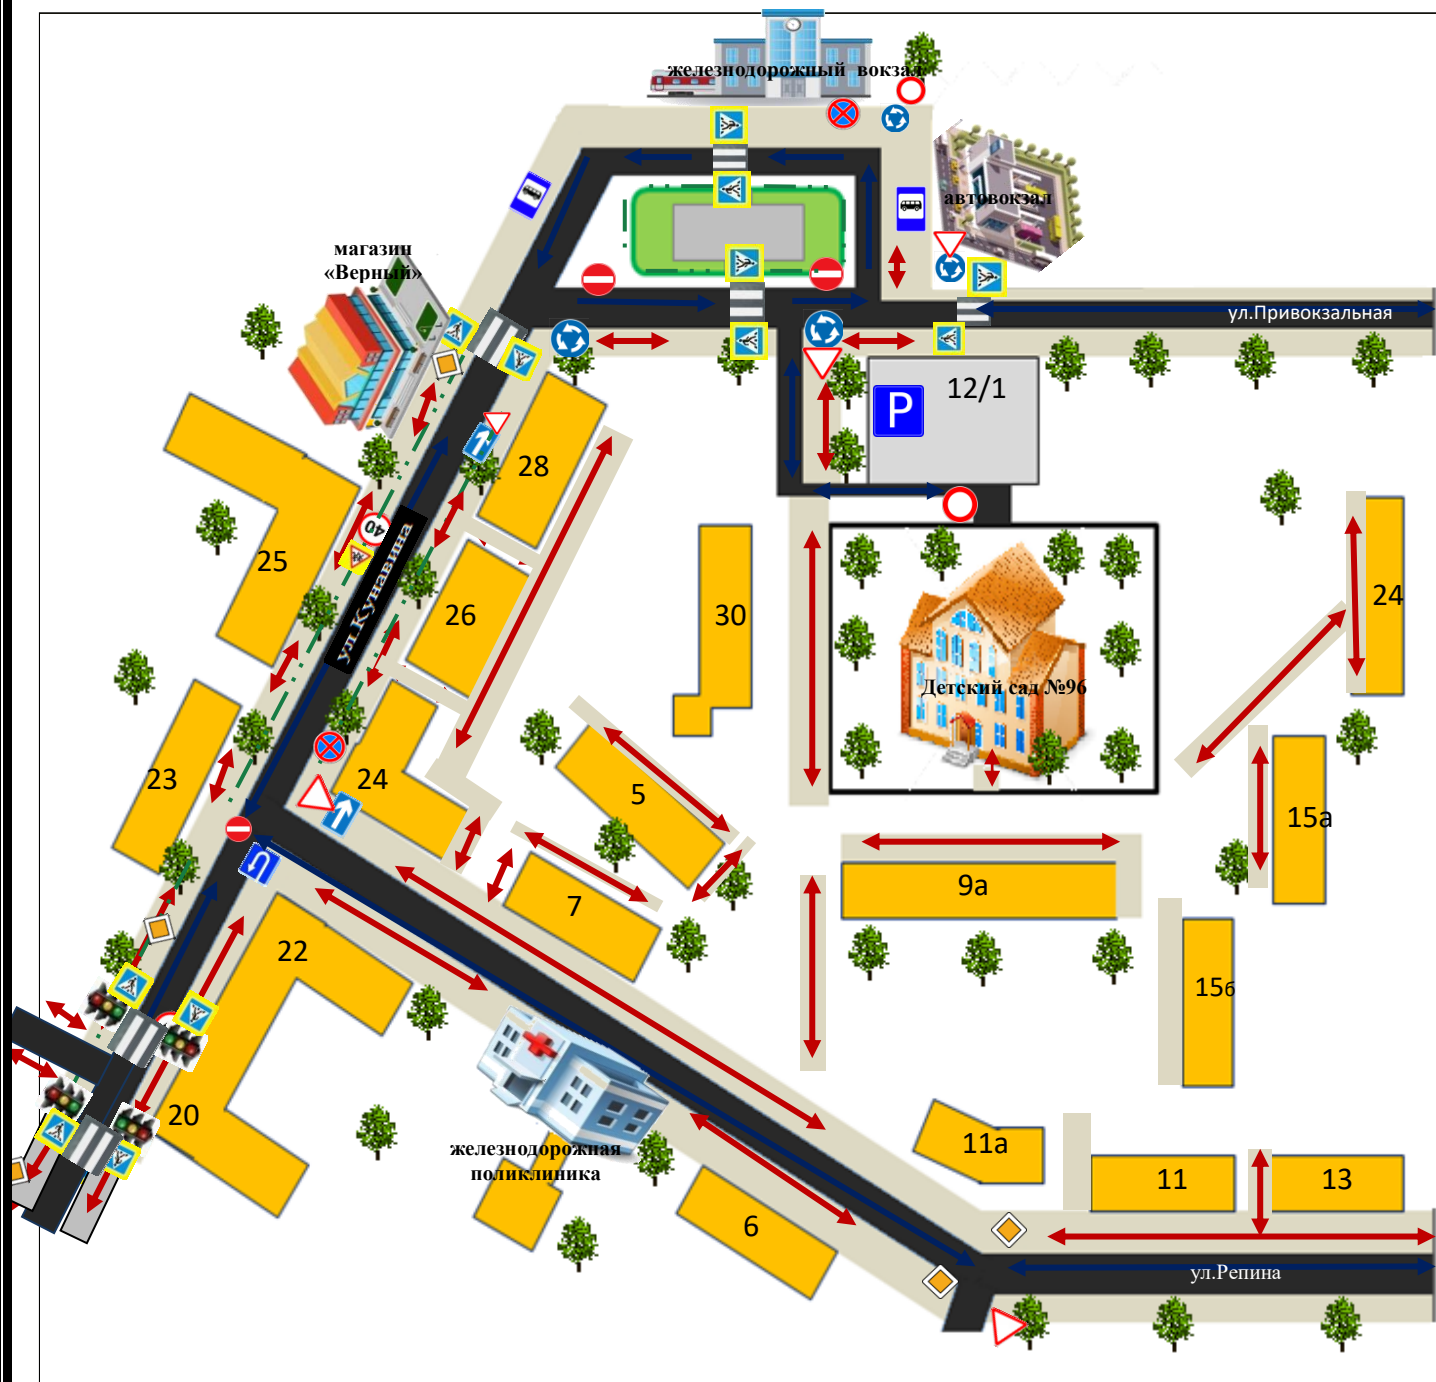 железнодорожный вокзал
автовокзал
магазин
«Верный»
ул.Привокзальная
12/1
P
28
25
40
ул.Кунавина
26
30
24
Детский сад №96
23
24
5
15а
7
9а
22
15б
20
железнодорожная
поликлиника
11а
11
13
6
ул.Репина